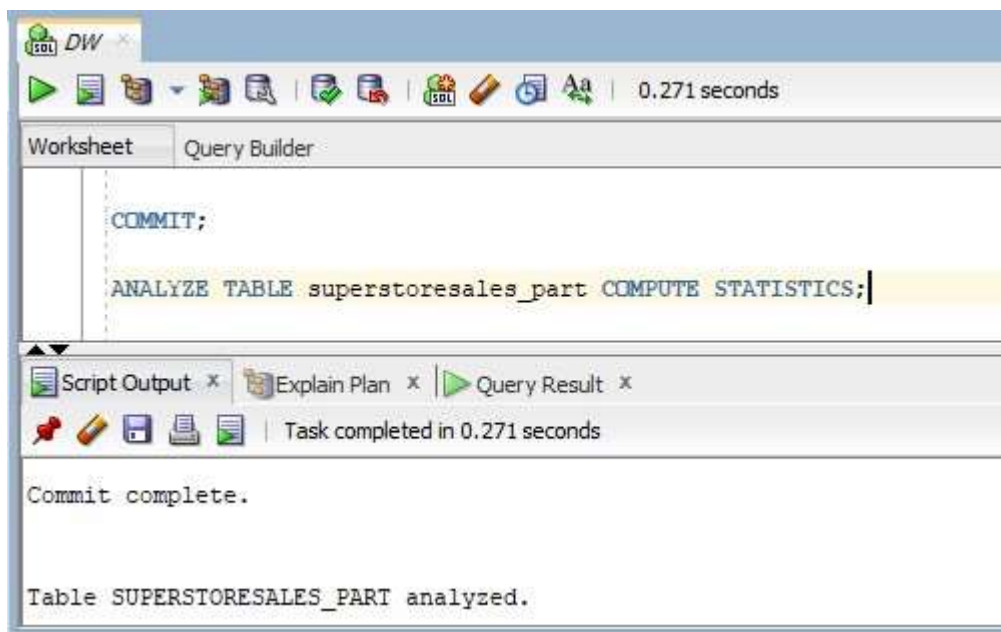 DW
0.271 seconds
Worksheet Query Builder
COMMIT;
ANALYZE TABLE superstoresales_part COMPUTE STATISTICS;
Script Output x Explain Plan x Query Result x
Task completed in 0.271 seconds
Commit complete.
Table SUPERSTORESALES_PART analyzed.